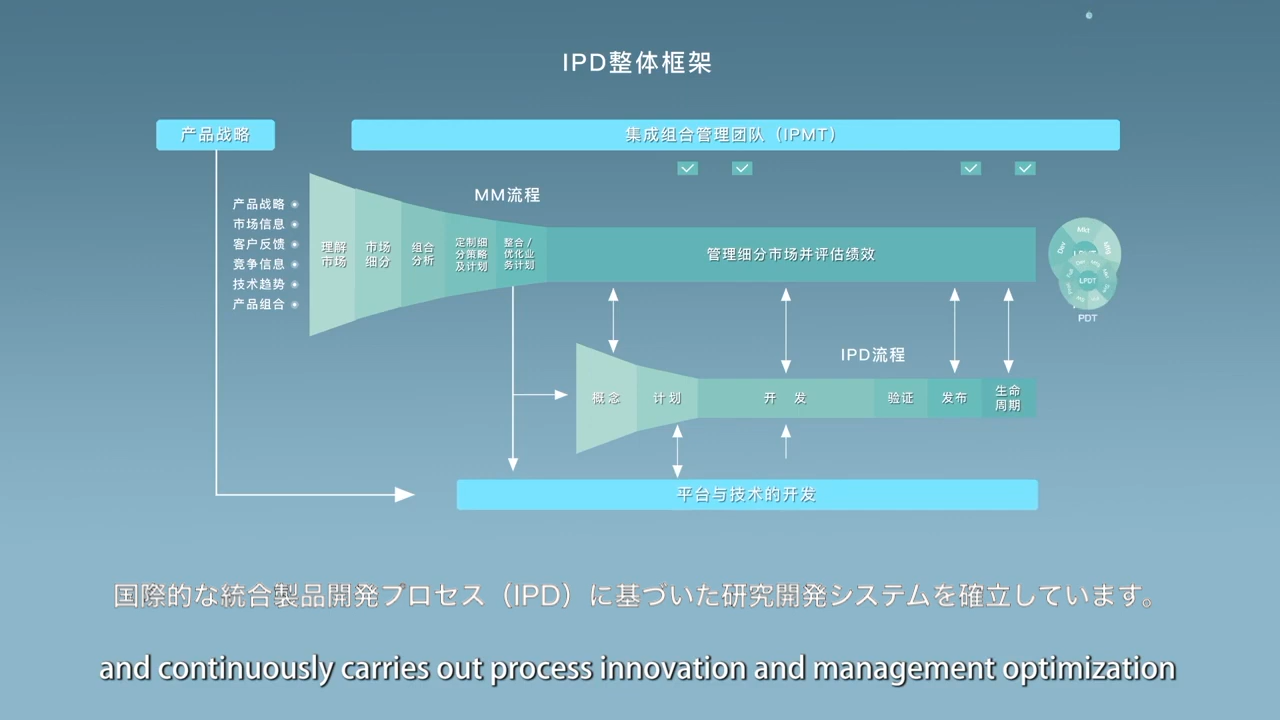 IPD整体框架
产品战略
集成组合管理团队（IPMT）
MM流程
产品战略
市场信息
客户反馈
竞争信息
技术趋势
产品组合
理解
市场
市场
细分
组合
分析
定制细
分策略
及计划
整合/
优化业
务计划
管理细分市场并评估绩效
Mkt
Dev
LPDT
PDT
IPD流程
概念
计划
开 发
验证
发布
生命
周期
平台与技术的开发
国際的な統合製品開発プロセス（IPD）に基づいた研究開発システムを確立しています。
and continuously carries out process innovation and management optimization